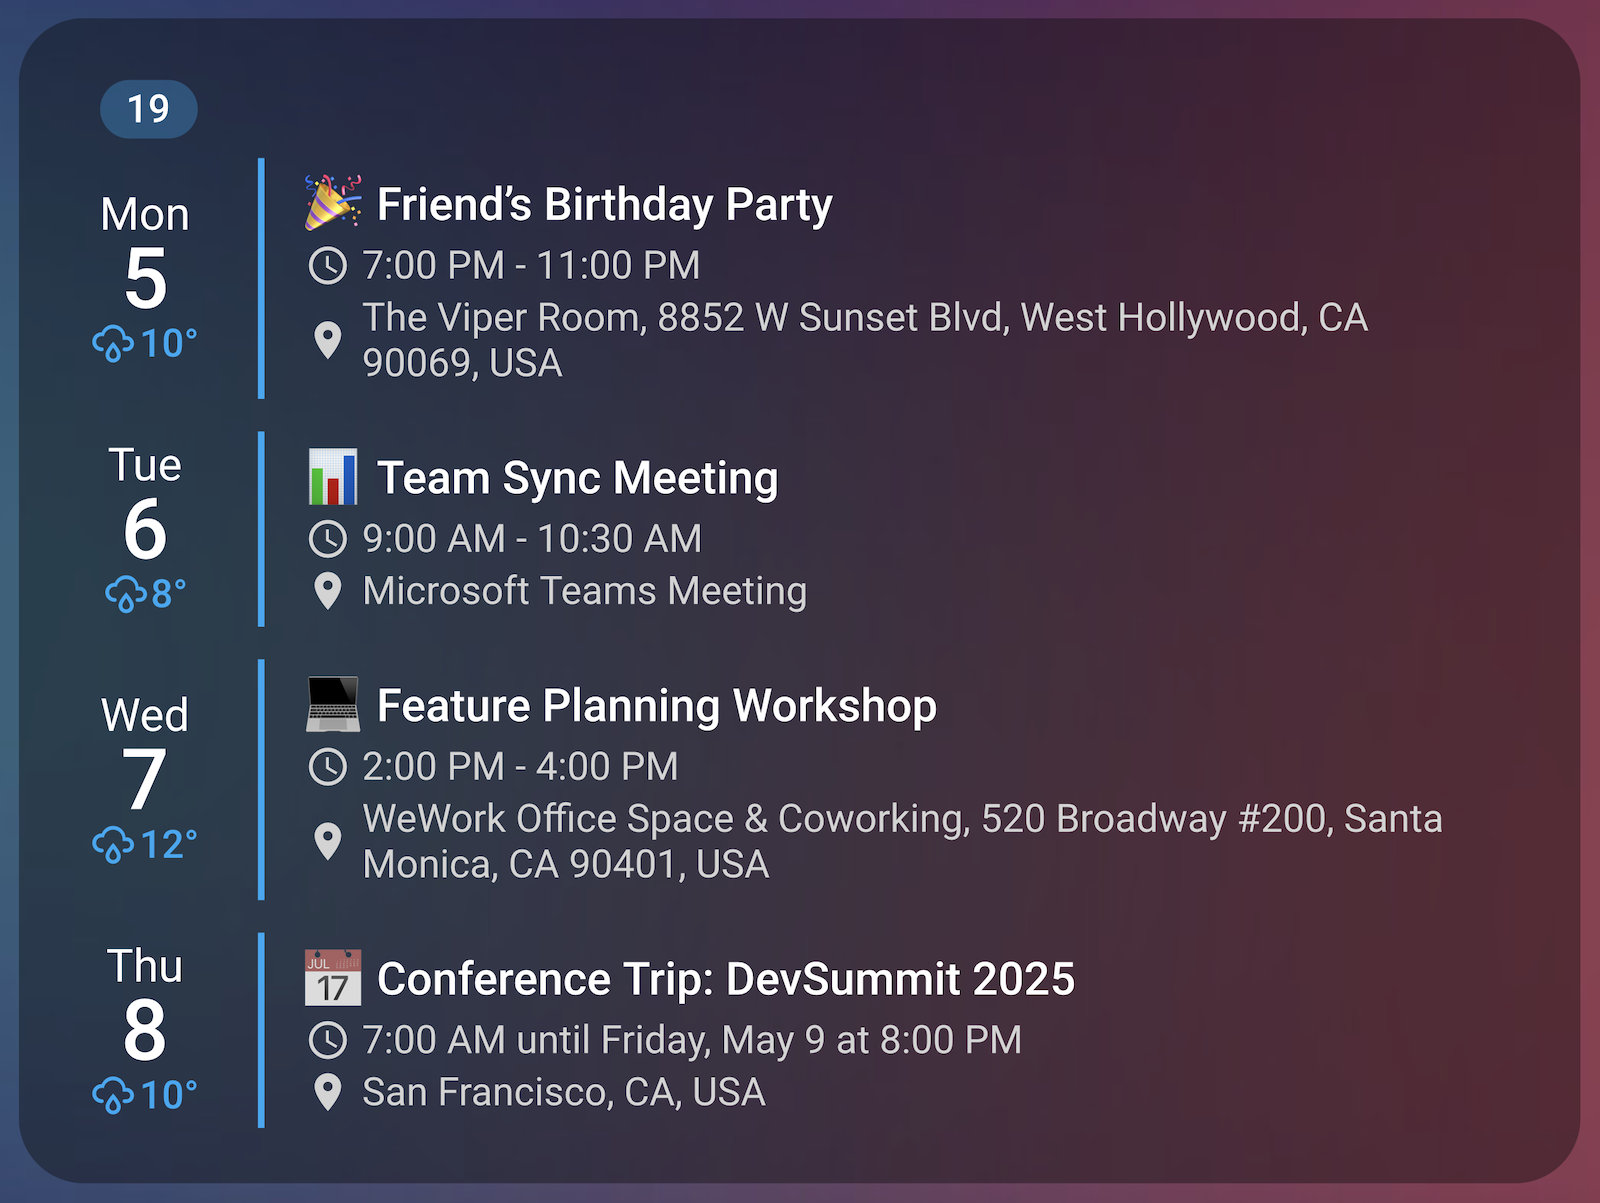 19
Mon
5
10°
Friend’s Birthday Party
7:00 PM - 11:00 PM
The Viper Room, 8852 W Sunset Blvd, West Hollywood, CA
90069, USA
Tue
6
8°
Team Sync Meeting
9:00 AM - 10:30 AM
Microsoft Teams Meeting
Wed
7
12°
Feature Planning Workshop
2:00 PM - 4:00 PM
WeWork Office Space & Coworking, 520 Broadway #200, Santa
Monica, CA 90401, USA
Thu
8
10°
JUL
17
Conference Trip: DevSummit 2025
7:00 AM until Friday, May 9 at 8:00 PM
San Francisco, CA, USA